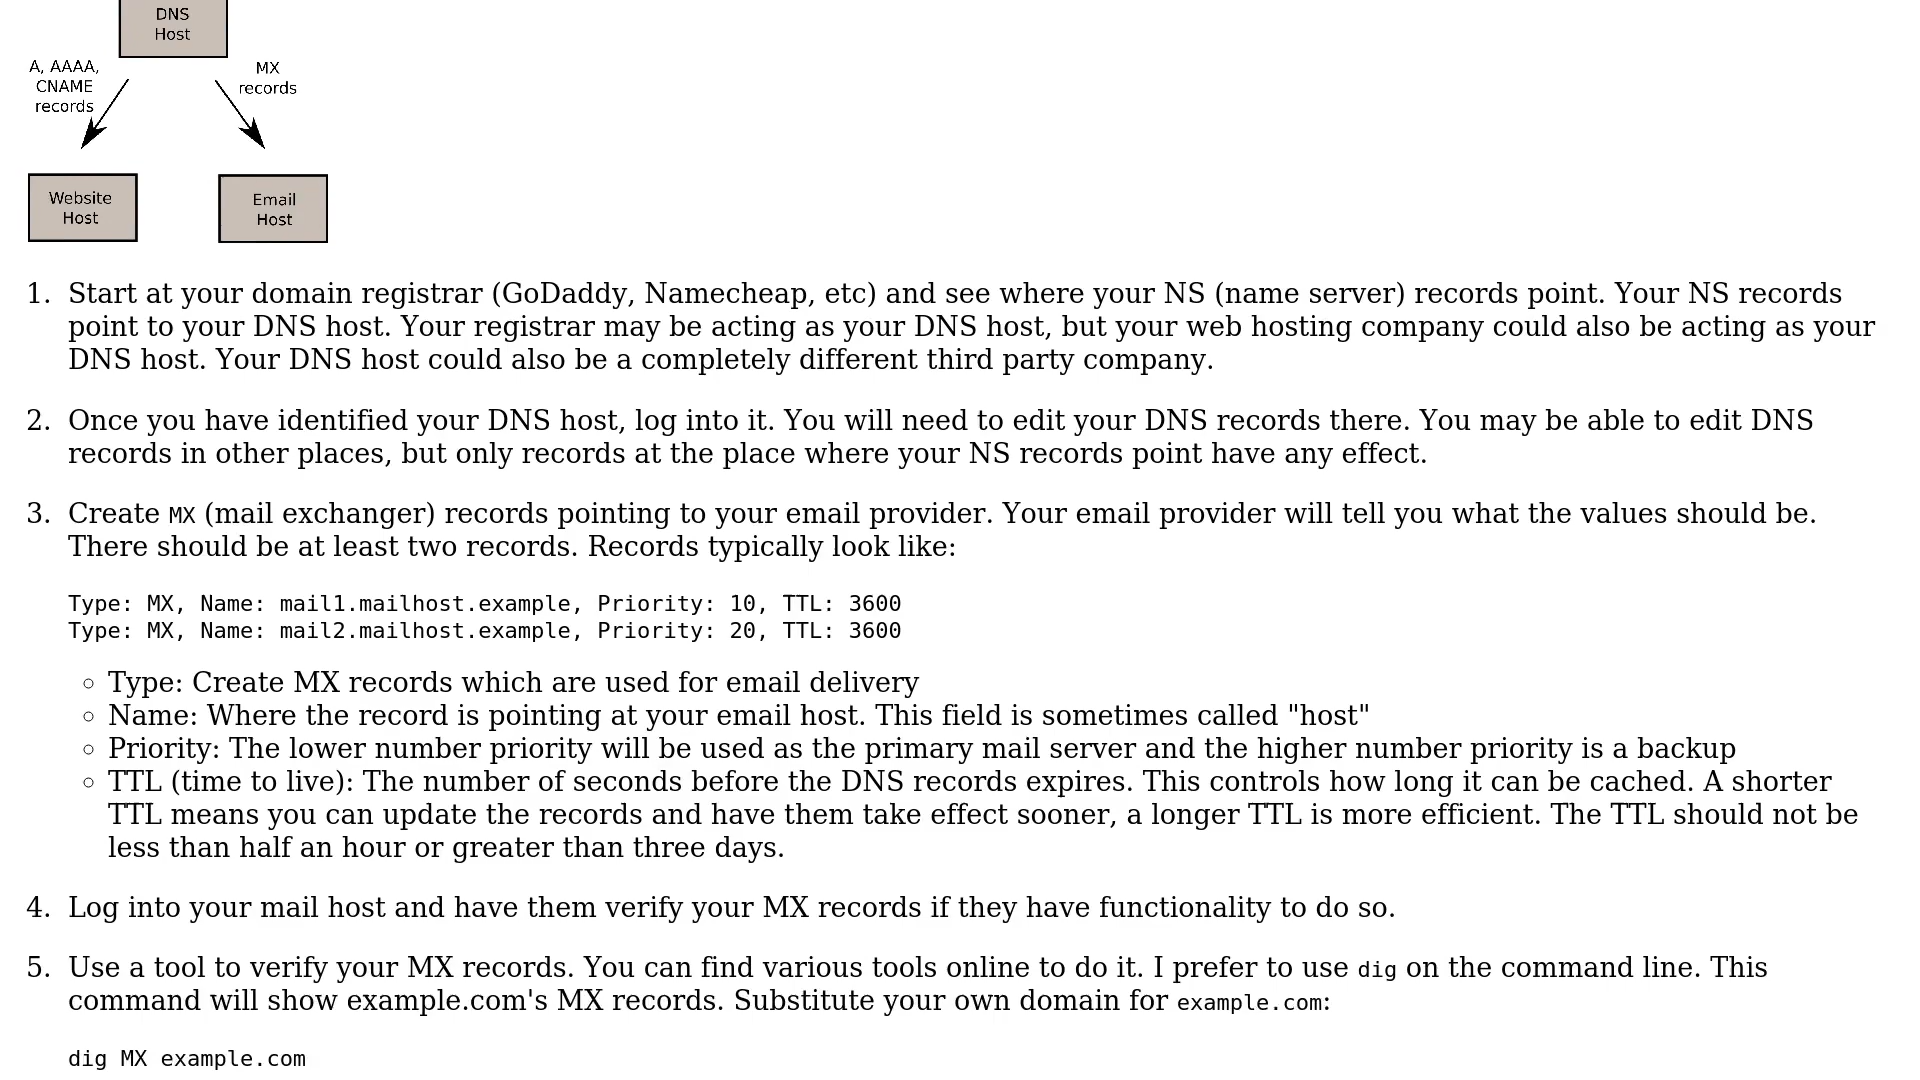 DNS
Host
A, AAAA,
CNAME
records
MX
records
Website
Host
Email
Host
1. Start at your domain registrar (GoDaddy, Namecheap, etc) and see where your NS (name server) records point. Your NS records
point to your DNS host. Your registrar may be acting as your DNS host, but your web hosting company could also be acting as your
DNS host. Your DNS host could also be a completely different third party company.
2. Once you have identified your DNS host, log into it. You will need to edit your DNS records there. You may be able to edit DNS
records in other places, but only records at the place where your NS records point have any effect.
3. Create MX (mail exchanger) records pointing to your email provider. Your email provider will tell you what the values should be.
There should be at least two records. Records typically look like:
Type: MX, Name: mail1.mailhost.example, Priority: 10, TTL: 3600
Type: MX, Name: mail2.mailhost.example, Priority: 20, TTL: 3600
◦ Type: Create MX records which are used for email delivery
◦ Name: Where the record is pointing at your email host. This field is sometimes called "host"
◦ Priority: The lower number priority will be used as the primary mail server and the higher number priority is a backup
◦ TTL (time to live): The number of seconds before the DNS records expires. This controls how long it can be cached. A shorter
TTL means you can update the records and have them take effect sooner, a longer TTL is more efficient. The TTL should not be
less than half an hour or greater than three days.
4. Log into your mail host and have them verify your MX records if they have functionality to do so.
5. Use a tool to verify your MX records. You can find various tools online to do it. I prefer to use dig on the command line. This
command will show example.com's MX records. Substitute your own domain for example.com:
dig MX example.com